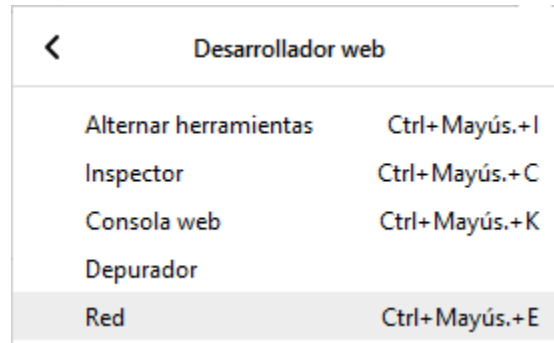 Desarrollador web
Alternar herramientas Ctrl+Mayús.+I
Inspector Ctrl+Mayús.+C
Consola web Ctrl+Mayús.+K
Depurador
Red Ctrl+Mayús.+E